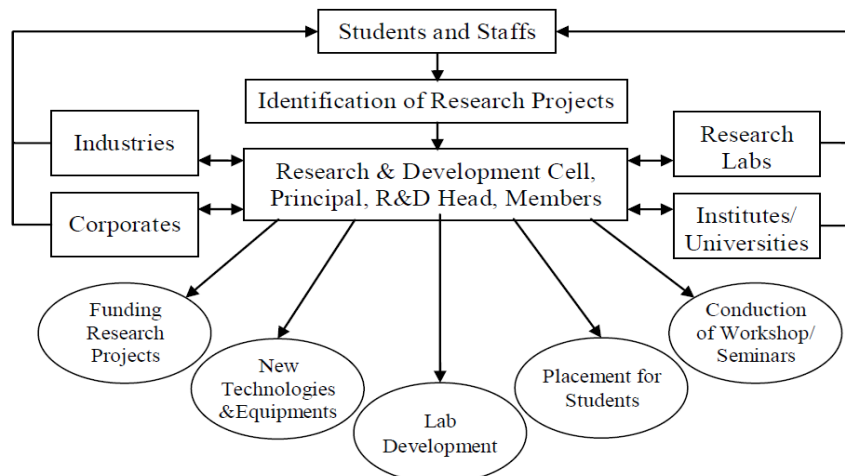 Students and Staffs
Identification of Research Projects
Industries
Research
Labs
Research & Development Cell,
Principal, R&D Head, Members
Corporates
Institutes/
Universities
Funding
Research
Projects
New
Technologies
&Equipments
Lab
Development
Placement for
Students
Conduction
of Workshop/
Seminars